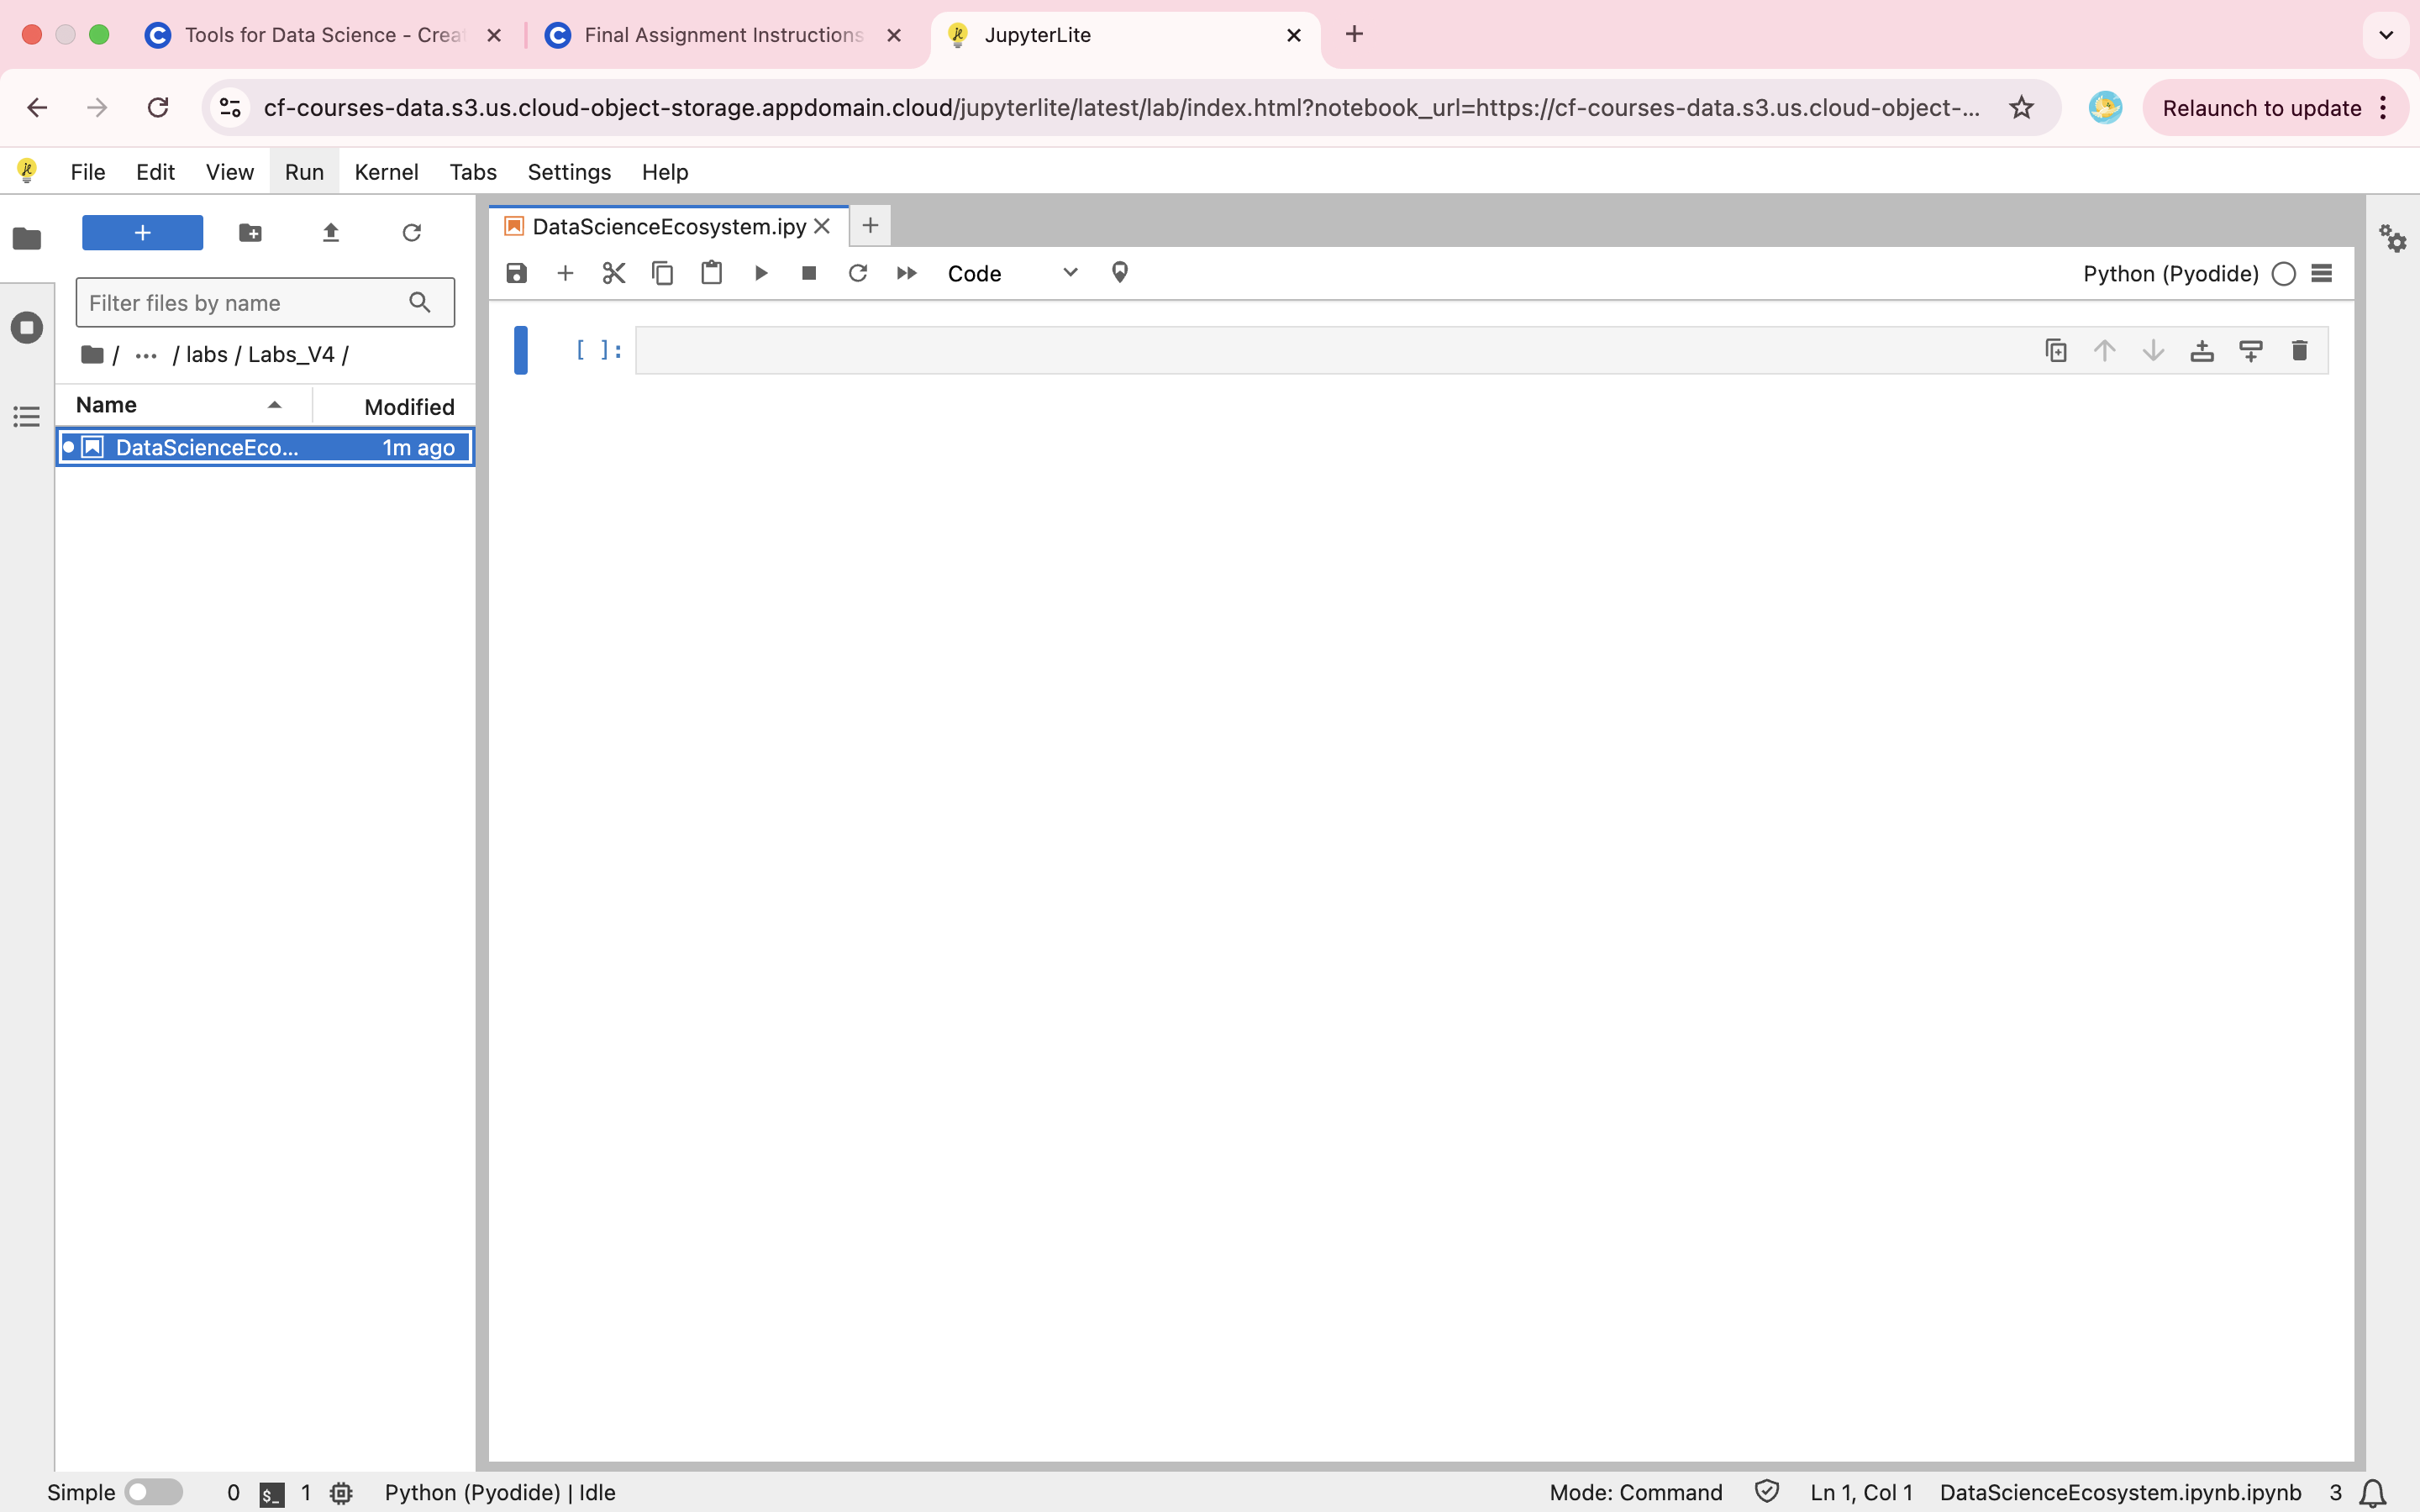 Tools for Data Science - Crea
Final Assignment Instructions
JupyterLite
cf-courses-data.s3.us.cloud-object-storage.appdomain.cloud/jupyterlite/latest/lab/index.html?notebook_url=https://cf-courses-data.s3.us.cloud-object-...
Relaunch to update
File Edit View Run Kernel Tabs Settings Help
DataScienceEcosystem.ipy
Code
Python (Pyodide)
Filter files by name
/ ... / labs / Labs_V4 /
Name Modified
DataScienceEco... 1m ago
[ ]:
Simple 0 $_ 1 Python (Pyodide) | Idle Mode: Command Ln 1, Col 1 DataScienceEcosystem.ipynb.ipynb 3